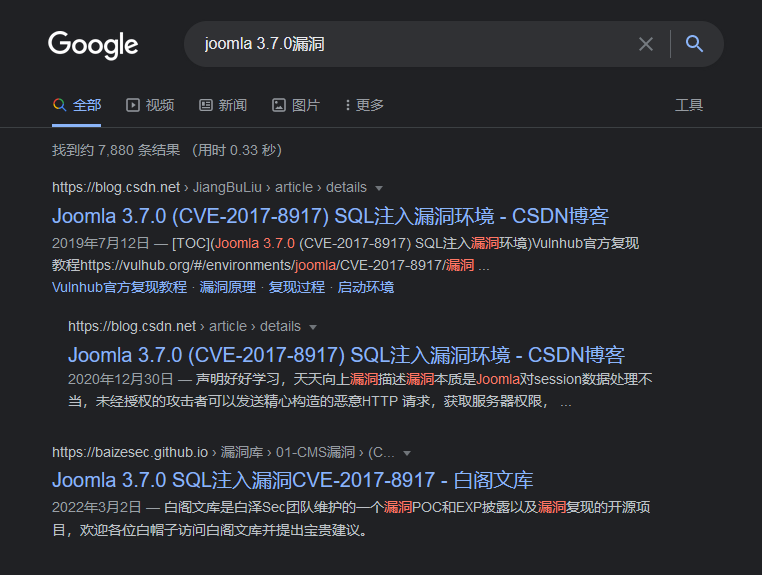 Google
joomla 3.7.0漏洞
全部 视频 新闻 图片 更多 工具
找到约 7,880 条结果 （用时 0.33 秒）
https://blog.csdn.net › JiangBuLiu › article › details
Joomla 3.7.0 (CVE-2017-8917) SQL注入漏洞环境 - CSDN博客
2019年7月12日 — [TOC](Joomla 3.7.0 (CVE-2017-8917) SQL注入漏洞环境)Vulnhub官方复现
教程https://vulhub.org/#/environments/joomla/CVE-2017-8917/漏洞 ...
Vulnhub官方复现教程 · 漏洞原理 · 复现过程 · 启动环境
https://blog.csdn.net › article › details
Joomla 3.7.0 (CVE-2017-8917) SQL注入漏洞环境 - CSDN博客
2020年12月30日 — 声明好好学习，天天向上漏洞描述漏洞本质是Joomla对session数据处理不
当，未经授权的攻击者可以发送精心构造的恶意HTTP 请求，获取服务器权限， ...
https://baizesec.github.io › 漏洞库 › 01-CMS漏洞 › (C...
Joomla 3.7.0 SQL注入漏洞CVE-2017-8917 - 白阁文库
2022年3月2日 — 白阁文库是白泽Sec团队维护的一个漏洞POC和EXP披露以及漏洞复现的开源项
目，欢迎各位白帽子访问白阁文库并提出宝贵建议。